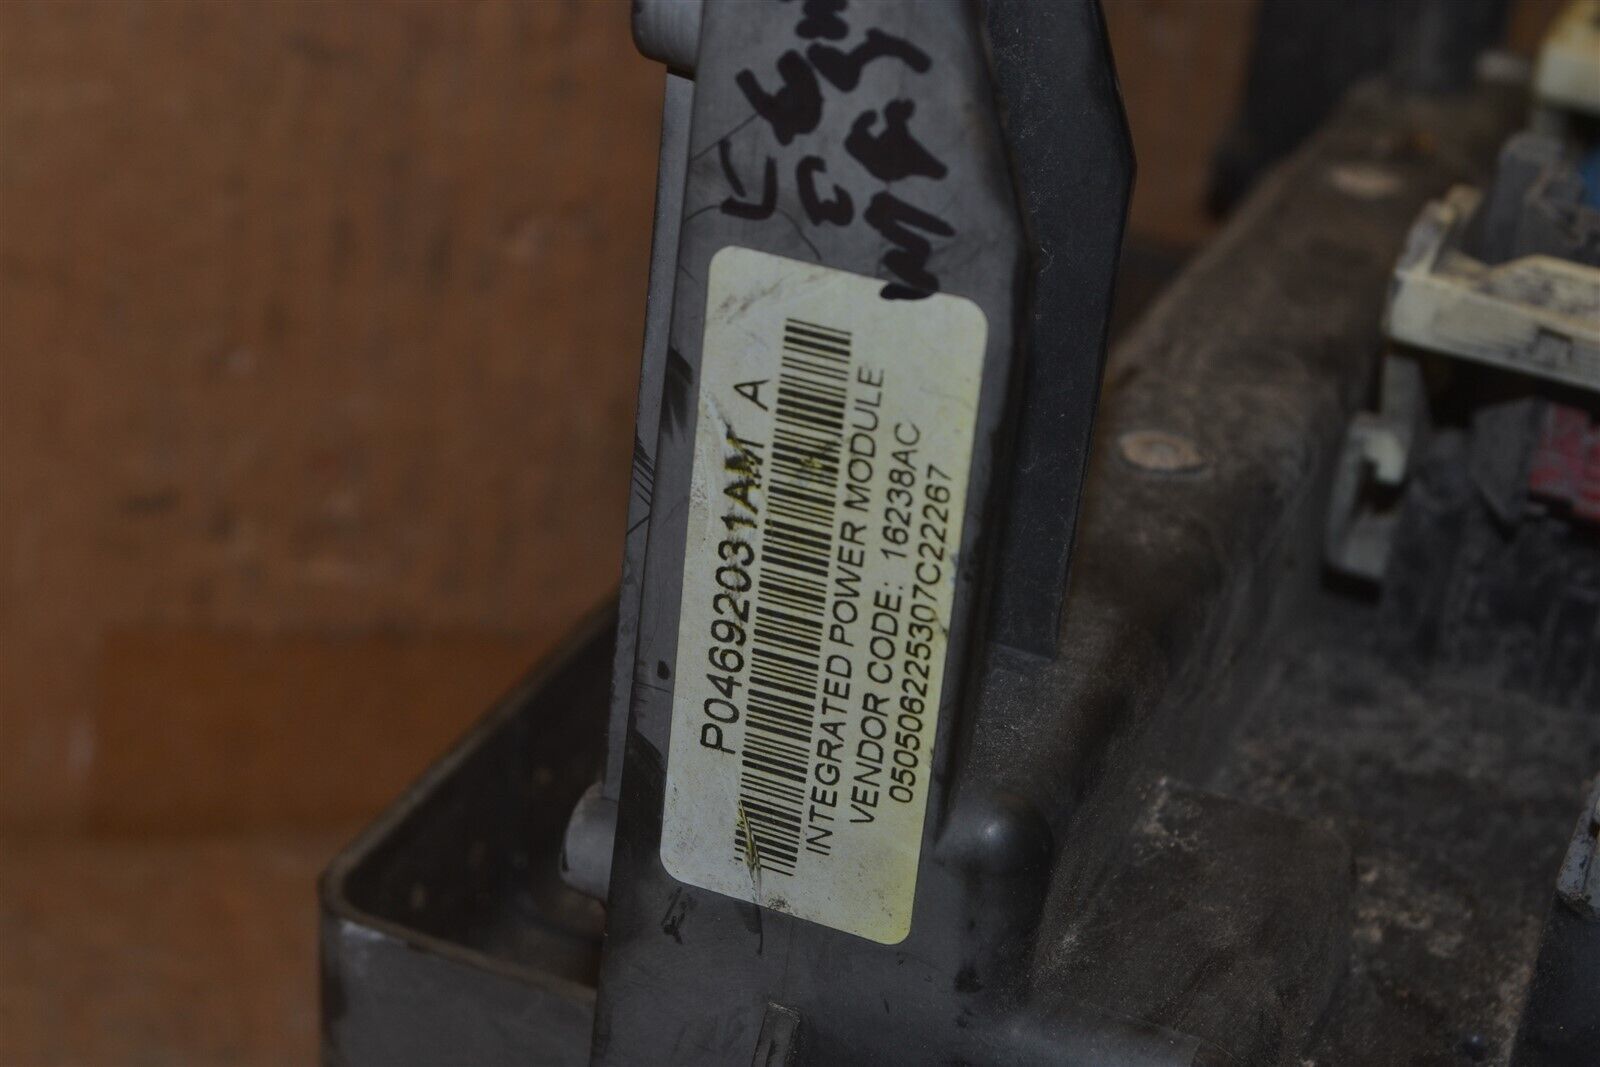 P04692031AM A
INTEGRATED POWER MODULE
VENDOR CODE: 16238AC
050506225307C22267